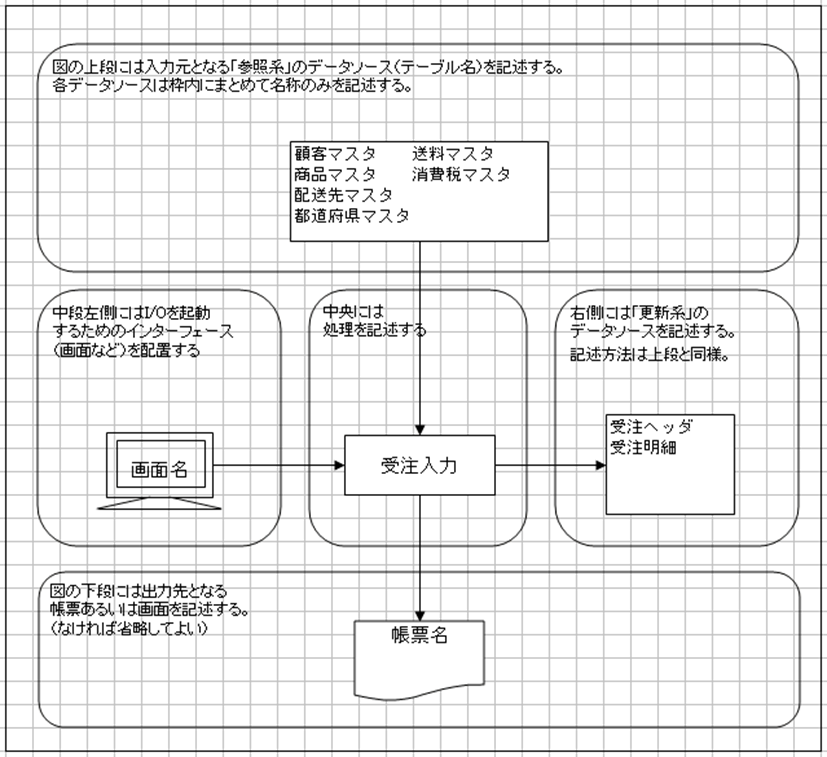 図の上段には入力元となる「参照系」のデータソース(テーブル名)を記述する。
各データソースは枠内にまとめて名称のみを記述する。
顧客マスタ　　送料マスタ
商品マスタ　　消費税マスタ
配送先マスタ
都道府県マスタ
中段左側にはI/Oを起動
するためのインターフェース
(画面など)を配置する
画面名
中央には
処理を記述する
受注入力
右側には「更新系」の
データソースを記述する。
記述方法は上段と同様。
受注ヘッダ
受注明細
図の下段には出力先となる
帳票あるいは画面を記述する。
(なければ省略してよい)
帳票名